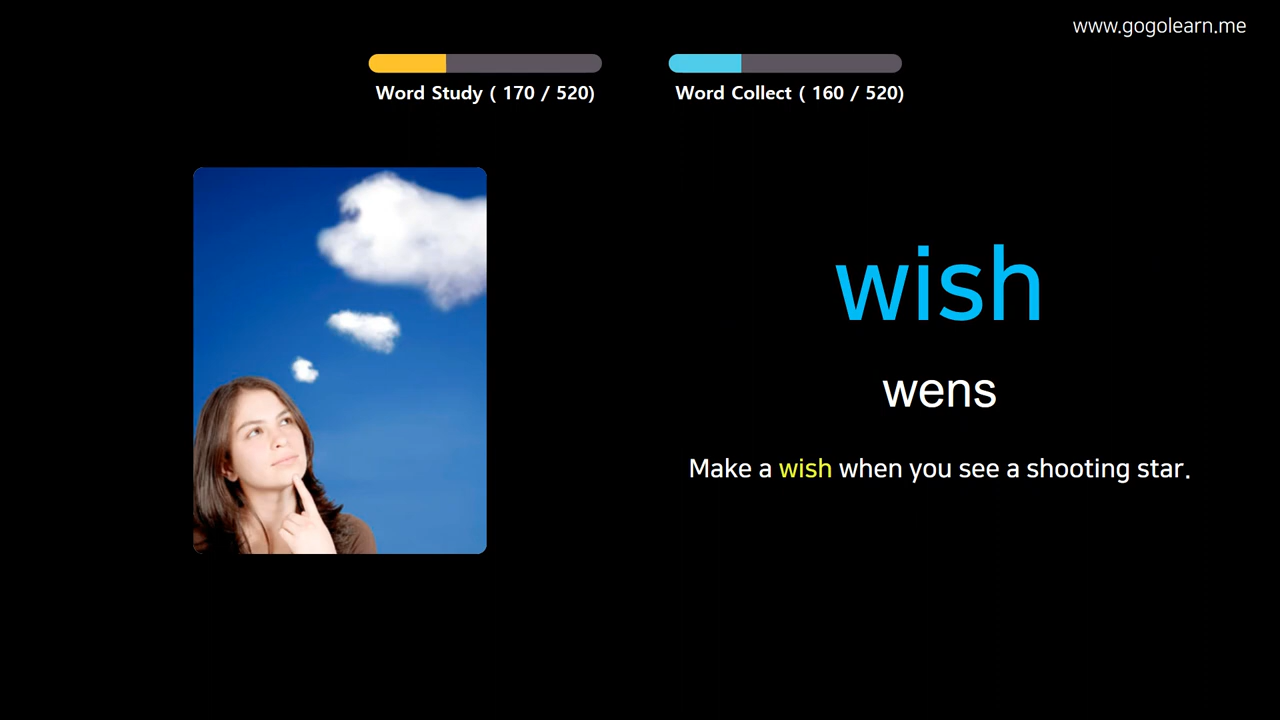 www.gogolearn.me
Word Study ( 170 / 520)
Word Collect ( 160 / 520)
wish
wens
Make a wish when you see a shooting star.